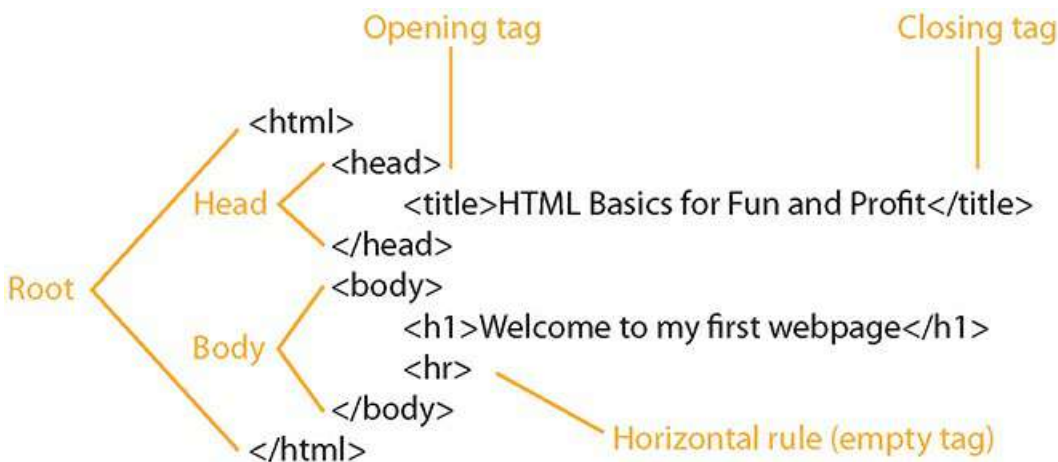 Opening tag Closing tag
<html>
<head>
Head <title>HTML Basics for Fun and Profit</title>
</head>
Root <body>
<h1>Welcome to my first webpage</h1>
Body <hr>
</body>
</html> Horizontal rule (empty tag)